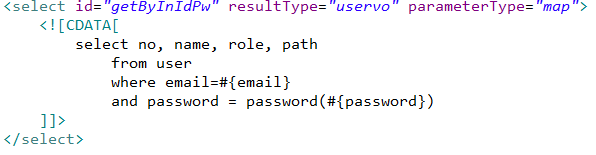 <select id="getByInIdPw" resultType="uservo" parameterType="map">
<![CDATA[
select no, name, role, path
from user
where email=#{email}
and password = password(#{password})
]]>
</select>